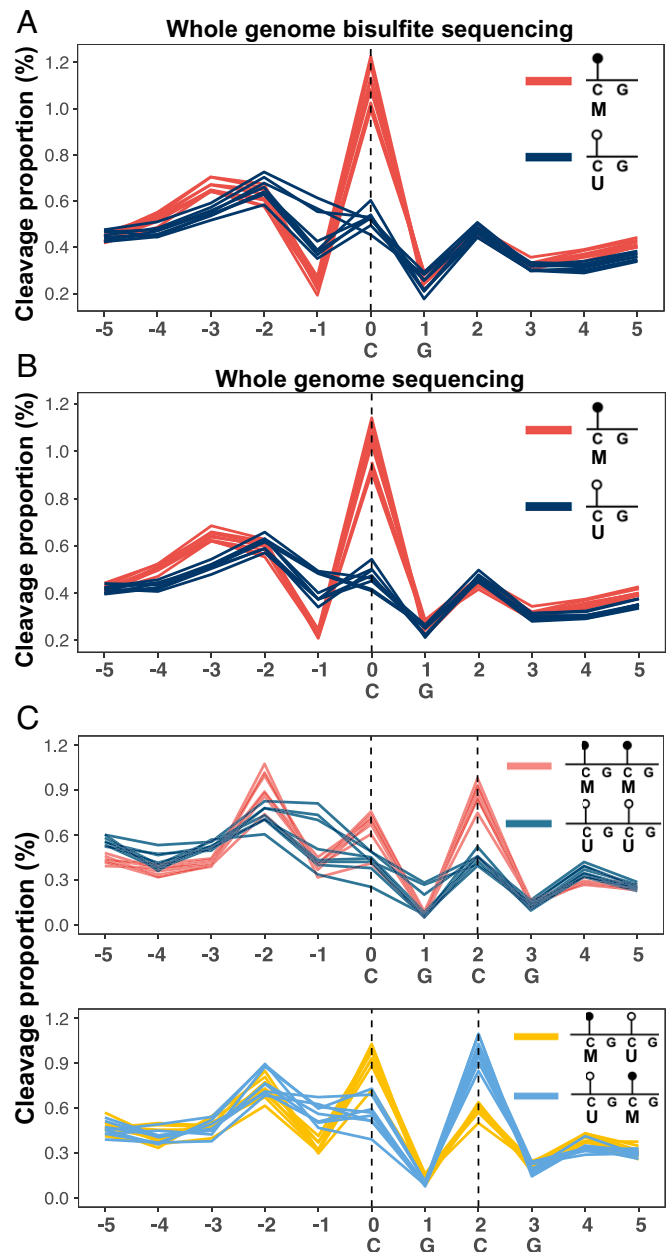 A
Whole genome bisulfite sequencing
Cleavage proportion (%)
1.2
1.0
0.8
0.6
0.4
0.2
C G
M
C G
U
-5 -4 -3 -2 -1 0 1 2 3 4 5
C G
B
Whole genome sequencing
Cleavage proportion (%)
1.2
1.0
0.8
0.6
0.4
0.2
C G
M
C G
U
-5 -4 -3 -2 -1 0 1 2 3 4 5
C G
C
Cleavage proportion (%)
1.2
0.9
0.6
0.3
0.0
C G C G
M M
C G C G
U U
-5 -4 -3 -2 -1 0 1 2 3 4 5
C G C G
1.2
0.9
0.6
0.3
0.0
C G C G
M U
C G C G
U M
-5 -4 -3 -2 -1 0 1 2 3 4 5
C G C G